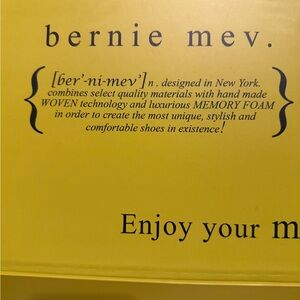 bernie mev.
[ber'-ni-mev'] n . designed in New York.
combines select quality materials with hand made
WOVEN technology and luxurious MEMORY FOAM
in order to create the most unique, stylish and
comfortable shoes in existence!
Enjoy your m